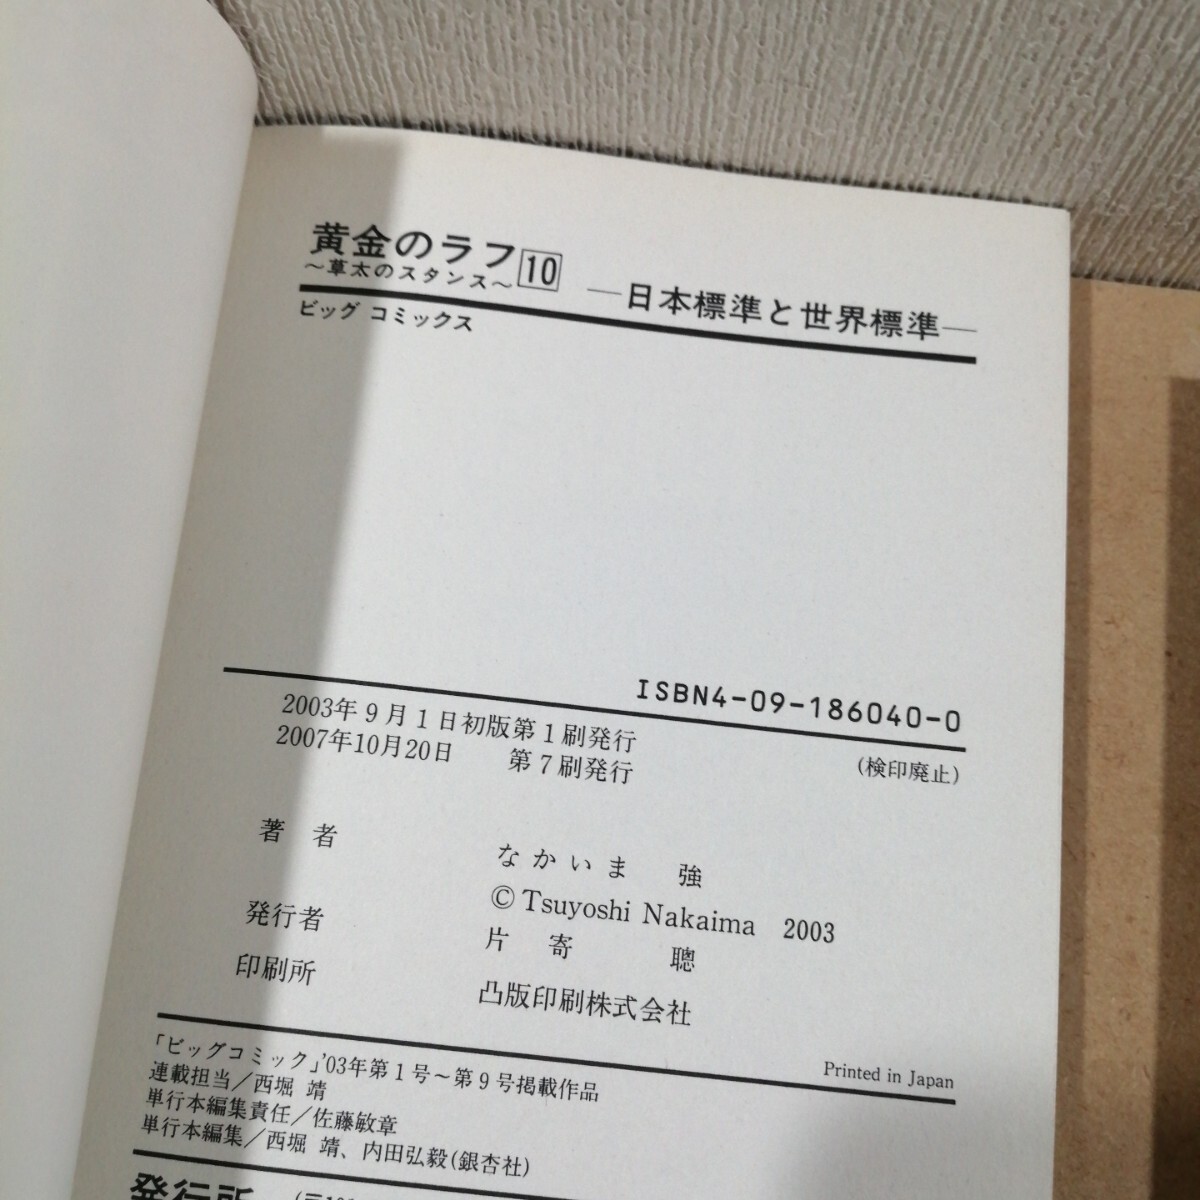 黄金のラフ10 ―日本標準と世界標準―
～草太のスタンス～
ビッグ コミックス
ISBN4-09-186040-0
2003年9月1日初版第1刷発行
(検印廃止)
2007年10月20日 第7刷発行
著 者 なかいま 強
© Tsuyoshi Nakaima 2003
発行者 片寄 聰
印刷所 凸版印刷株式会社
Printed in Japan
「ビッグコミック」'03年第1号～第9号掲載作品
連載担当／西堀 靖
単行本編集責任／佐藤敏章
単行本編集／西堀 靖、内田弘毅(銀杏社)
発行所